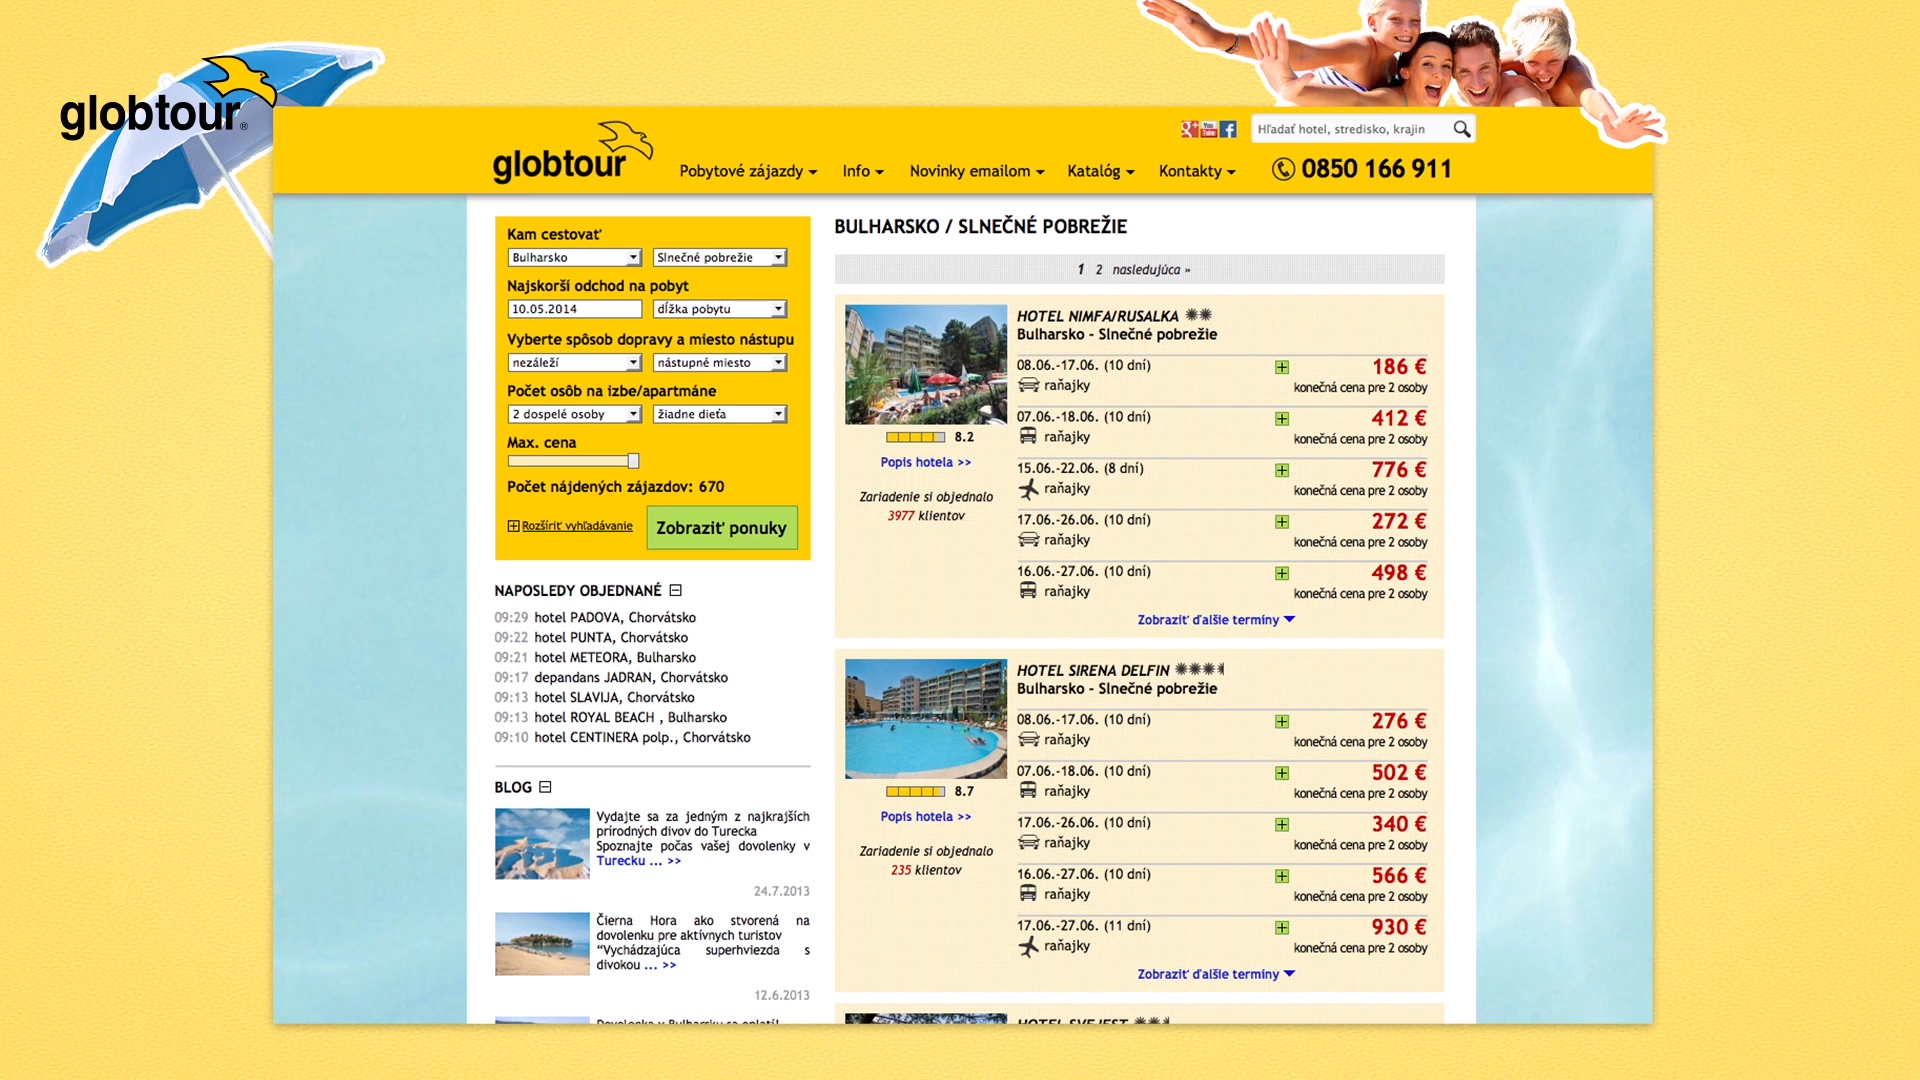 globtour®
globtour
Hľadať hotel, stredisko, krajin
Pobytové zájazdy
Info
Novinky emailom
Katalóg
Kontakty
0850 166 911
Kam cestovať
Bulharsko
Slnečné pobrežie
Najskorší odchod na pobyt
10.05.2014
dĺžka pobytu
Vyberte spôsob dopravy a miesto nástupu
nezáleží
nástupné miesto
Počet osôb na izbe/apartmáne
2 dospelé osoby
žiadne dieťa
Max. cena
Počet nájdených zájazdov: 670
Rozšíriť vyhľadávanie
Zobraziť ponuky
NAPOSLEDY OBJEDNANÉ
09:29 hotel PADOVA, Chorvátsko
09:22 hotel PUNTA, Chorvátsko
09:21 hotel METEORA, Bulharsko
09:17 depandans JADRAN, Chorvátsko
09:13 hotel SLAVIJA, Chorvátsko
09:13 hotel ROYAL BEACH , Bulharsko
09:10 hotel CENTINERA polp., Chorvátsko
BLOG
Vydajte sa za jedným z najkrajších
prírodných divov do Turecka
Spoznajte počas vašej dovolenky v
Turecku ... >>
24.7.2013
Čierna Hora ako stvorená na
dovolenku pre aktívnych turistov
“Vychádzajúca superhviezda s
divokou ... >>
12.6.2013
Dovolenka v Bulharsku sa oplatí!
BULHARSKO / SLNEČNÉ POBREŽIE
1 2 nasledujúca »
HOTEL NIMFA/RUSALKA
Bulharsko - Slnečné pobrežie
8.2
Popis hotela >>
Zariadenie si objednalo
3977 klientov
08.06.-17.06. (10 dní) 186 €
raňajky konečná cena pre 2 osoby
07.06.-18.06. (10 dní) 412 €
raňajky konečná cena pre 2 osoby
15.06.-22.06. (8 dní) 776 €
raňajky konečná cena pre 2 osoby
17.06.-26.06. (10 dní) 272 €
raňajky konečná cena pre 2 osoby
16.06.-27.06. (10 dní) 498 €
raňajky konečná cena pre 2 osoby
Zobraziť ďalšie termíny
HOTEL SIRENA DELFIN
Bulharsko - Slnečné pobrežie
8.7
Popis hotela >>
Zariadenie si objednalo
235 klientov
08.06.-17.06. (10 dní) 276 €
raňajky konečná cena pre 2 osoby
07.06.-18.06. (10 dní) 502 €
raňajky konečná cena pre 2 osoby
17.06.-26.06. (10 dní) 340 €
raňajky konečná cena pre 2 osoby
16.06.-27.06. (10 dní) 566 €
raňajky konečná cena pre 2 osoby
17.06.-27.06. (11 dní) 930 €
raňajky konečná cena pre 2 osoby
Zobraziť ďalšie termíny
HOTEL SVEJEST